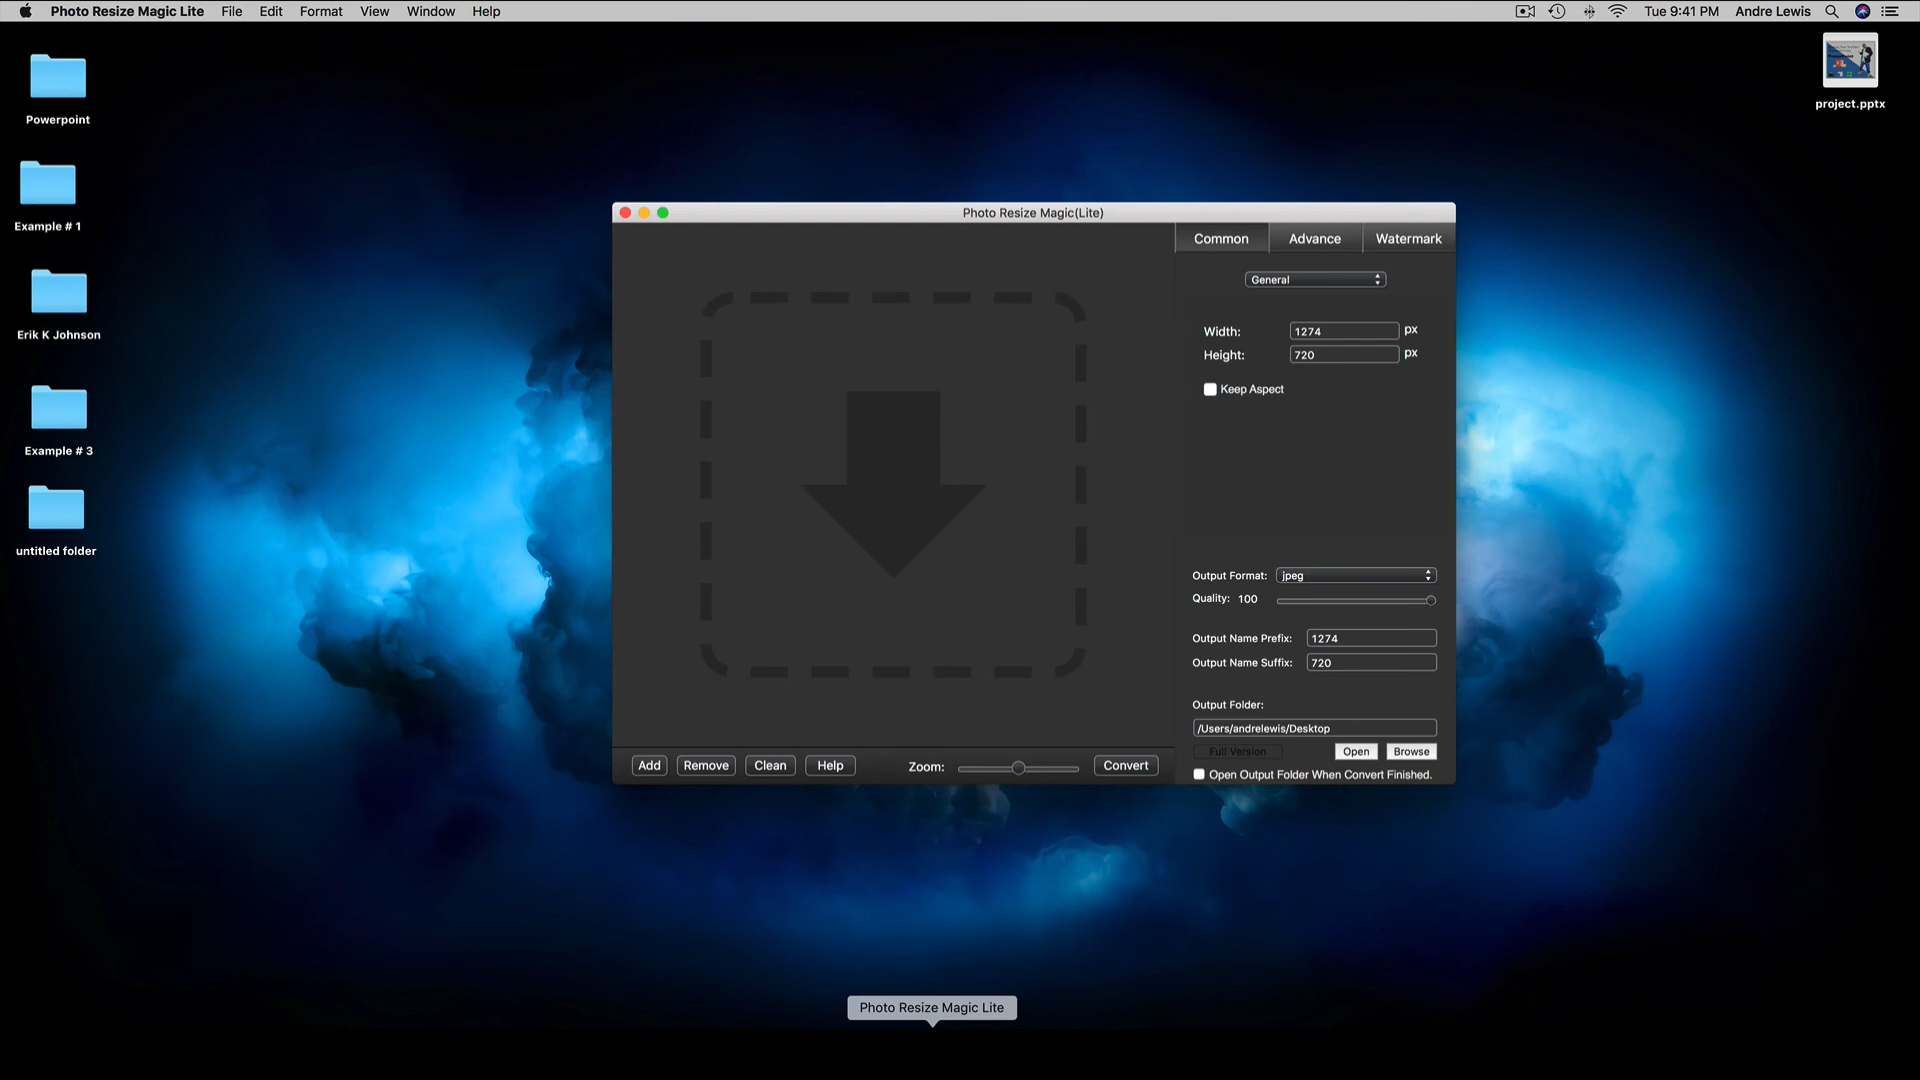 Photo Resize Magic Lite File Edit Format View Window Help Tue 9:41 PM Andre Lewis
Powerpoint
Example # 1
Erik K Johnson
Example # 3
untitled folder
project.pptx
Photo Resize Magic(Lite)
Common Advance Watermark
General
Width: 1274 px
Height: 720 px
Keep Aspect
Output Format: jpeg
Quality: 100
Output Name Prefix: 1274
Output Name Suffix: 720
Output Folder:
/Users/andrelewis/Desktop
Full Version Open Browse
Open Output Folder When Convert Finished.
Add Remove Clean Help Zoom: Convert
Photo Resize Magic Lite